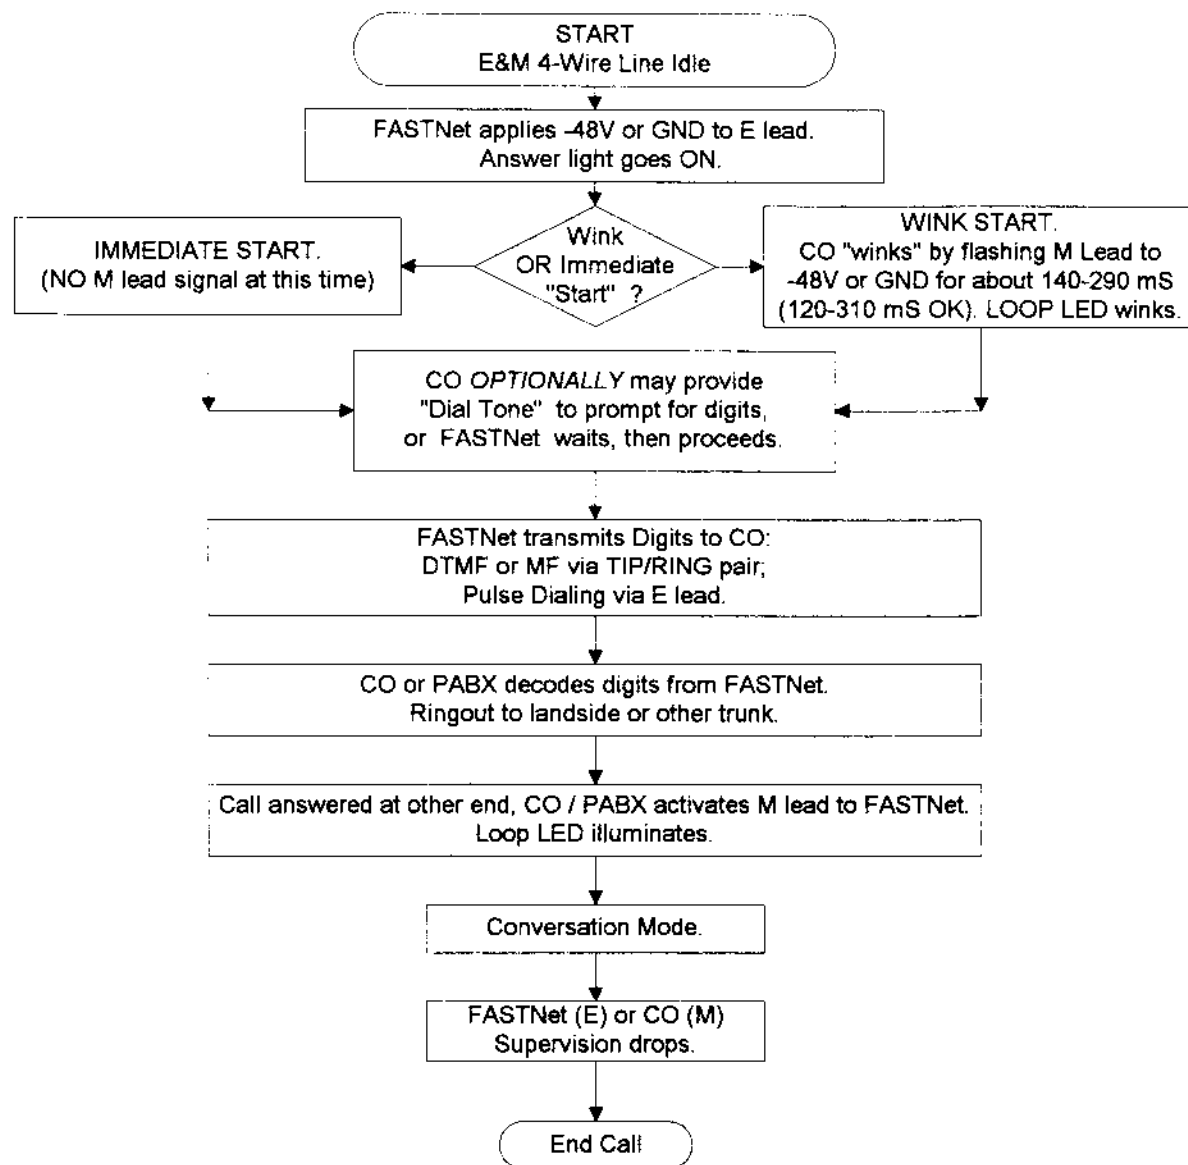 START
E&M 4-Wire Line Idle
FASTNet applies -48V or GND to E lead.
Answer light goes ON.
Wink
OR Immediate
"Start" ?
IMMEDIATE START.
(NO M lead signal at this time)
WINK START.
CO "winks" by flashing M Lead to
-48V or GND for about 140-290 mS
(120-310 mS OK). LOOP LED winks.
CO OPTIONALLY may provide
"Dial Tone" to prompt for digits,
or FASTNet waits, then proceeds.
FASTNet transmits Digits to CO:
DTMF or MF via TIP/RING pair;
Pulse Dialing via E lead.
CO or PABX decodes digits from FASTNet.
Ringout to landside or other trunk.
Call answered at other end, CO / PABX activates M lead to FASTNet.
Loop LED illuminates.
Conversation Mode.
FASTNet (E) or CO (M)
Supervision drops.
End Call